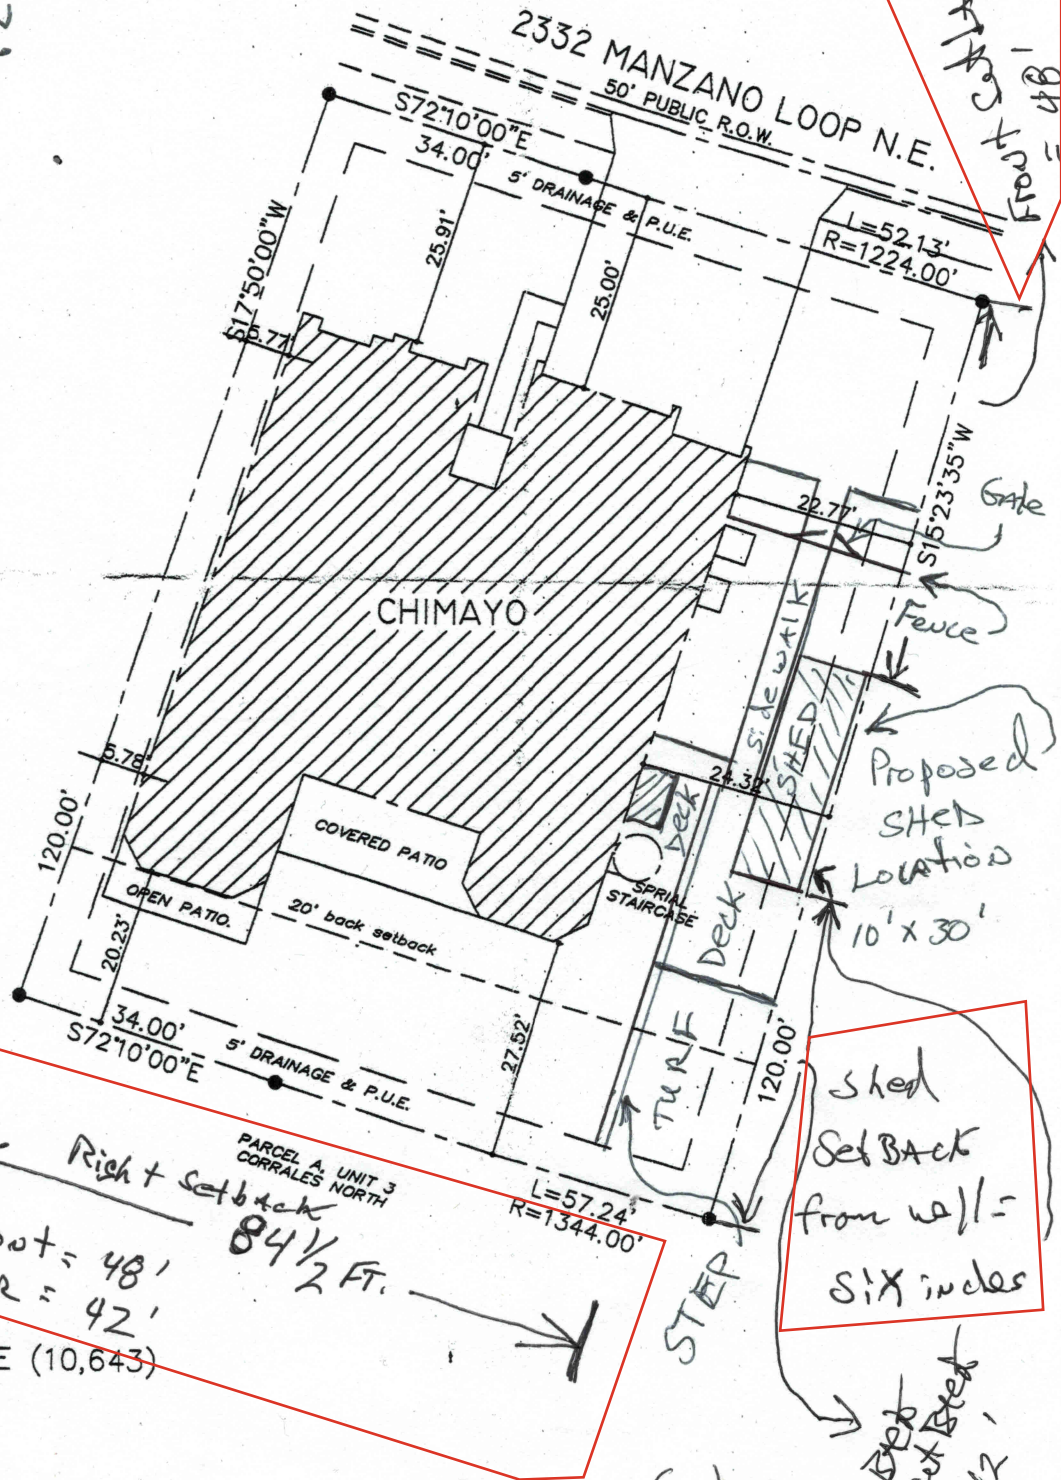 2332 MANZANO LOOP N.E.
50' PUBLIC R.O.W.
S72°10'00"E
34.00'
5' DRAINAGE & P.U.E.
L=52.13'
R=1224.00'
Front
= 48'
25.91'
25.00'
S17°50'00"W
5.77'
S15°23'35"W
22.77'
Gate
Fence
CHIMAYO
Side WALK
SHED
Proposed
SHED
LOCATION
10' X 30'
5.78'
24.32'
Deck
120.00'
COVERED PATIO
OPEN PATIO.
SPRIAL
STAIRCASE
Deck
20' back setback
20.23'
27.52'
34.00'
S72°10'00"E
5' DRAINAGE & P.U.E.
TURF
120.00'
shed
SetBAck
from wall =
Six inches
PARCEL A, UNIT 3
CORRALES NORTH
L=57.24'
R=1344.00'
Right setback
84 1/2 FT.
= 48'
= 42'
E (10,643)
STEP